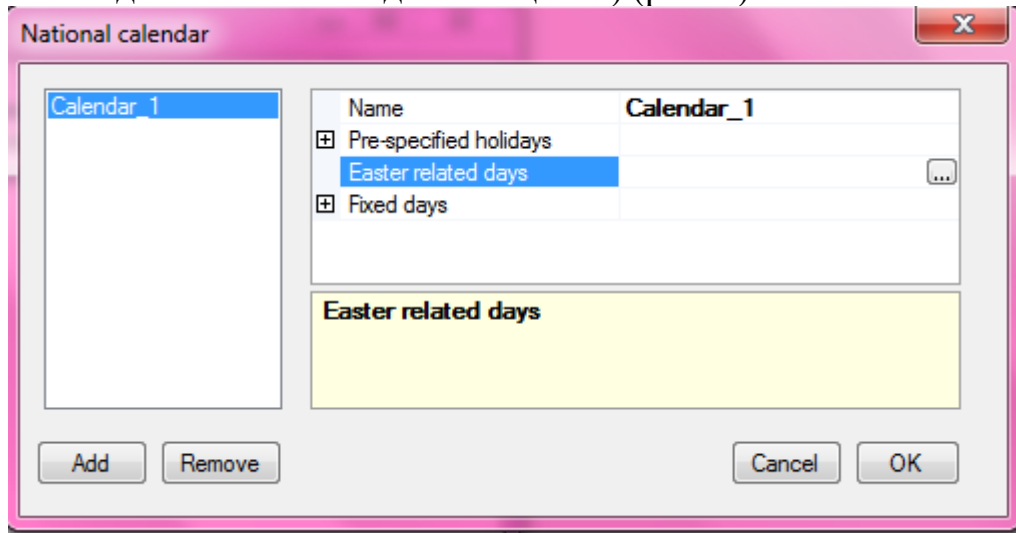 National calendar
Calendar_1
Name Calendar_1
Pre-specified holidays
Easter related days ...
Fixed days
Easter related days
Add Remove Cancel OK